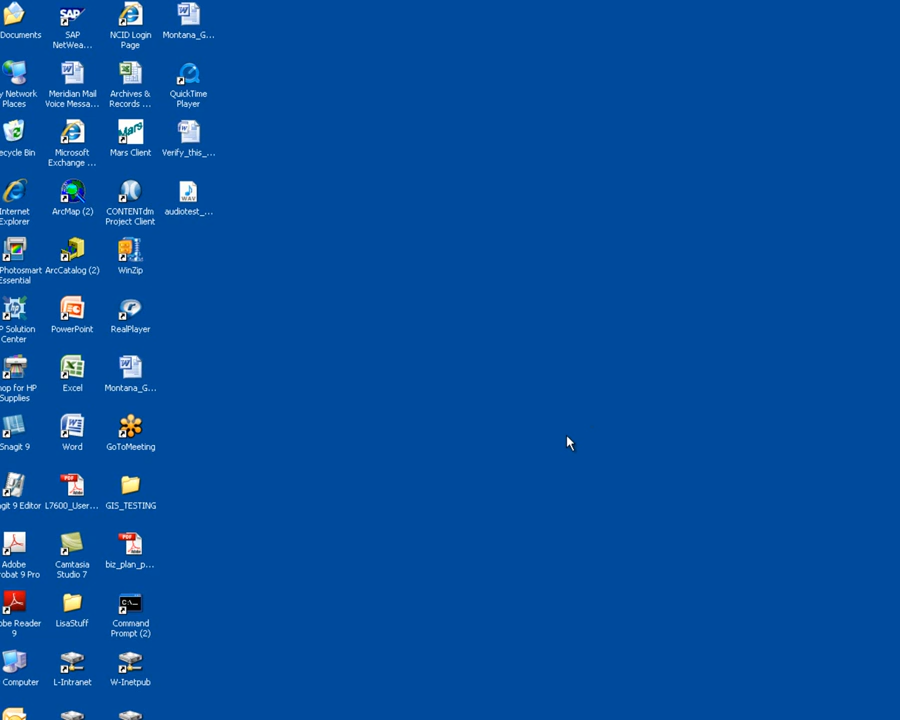 Documents
SAP
NetWea...
NCID Login
Page
Montana_G...
y Network
Places
Meridian Mail
Voice Messa...
Archives &
Records ...
QuickTime
Player
ecycle Bin
Microsoft
Exchange ...
Mars Client
Verify_this_...
Internet
Explorer
ArcMap (2)
CONTENTdm
Project Client
audiotest_...
Photosmart
Essential
ArcCatalog (2)
WinZip
P Solution
Center
PowerPoint
RealPlayer
hop for HP
Supplies
Excel
Montana_G...
Snagit 9
Word
GoToMeeting
git 9 Editor
L7600_User...
GIS_TESTING
Adobe
obat 9 Pro
Camtasia
Studio 7
biz_plan_p...
be Reader
9
LisaStuff
Command
Prompt (2)
Computer
L-Intranet
W-Inetpub